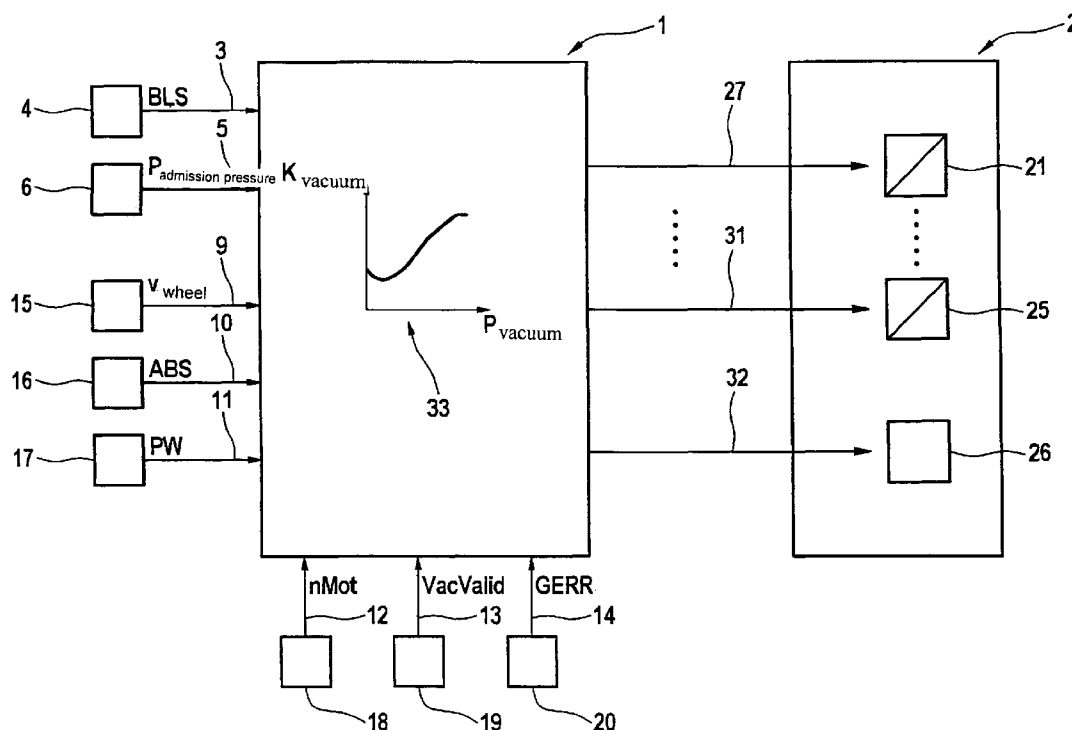 1
2
3
4
BLS
27
5
6
P admission pressure
K vacuum
21
9
31
15
v wheel
25
10
P vacuum
16
ABS
33
11
32
17
PW
26
nMot
VacValid
GERR
12
13
14
18
19
20